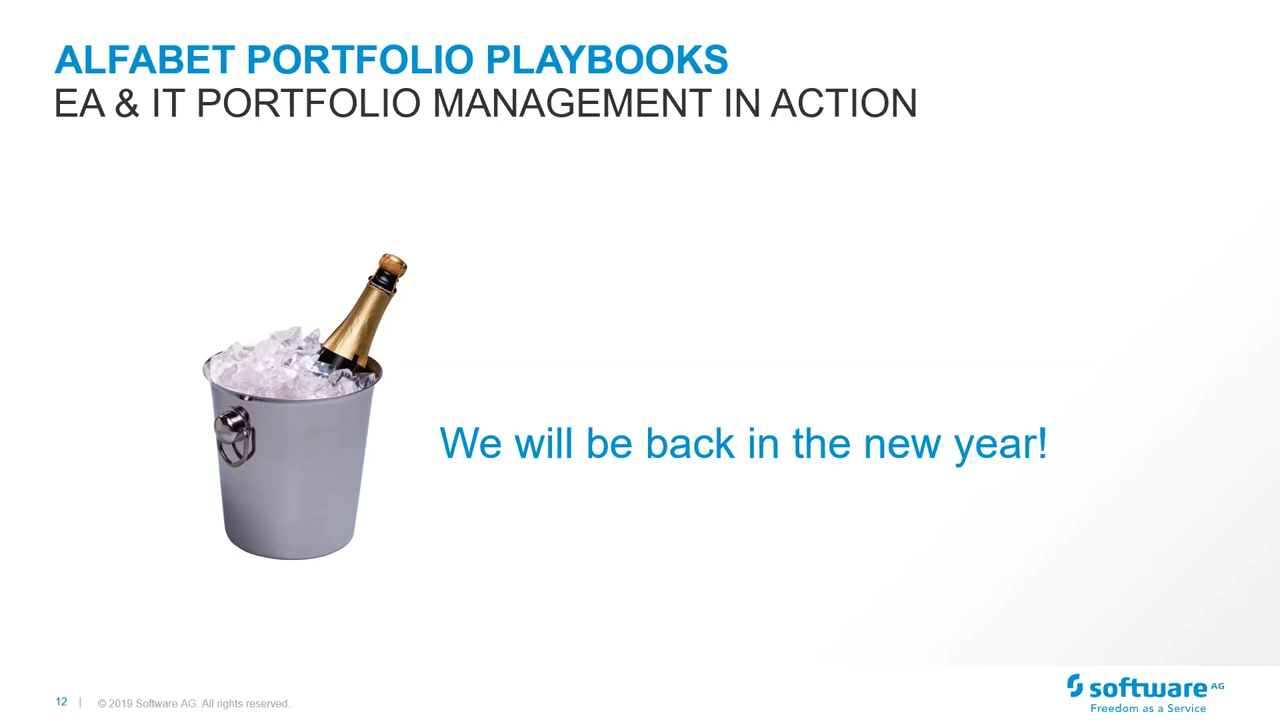 ALFABET PORTFOLIO PLAYBOOKS
EA & IT PORTFOLIO MANAGEMENT IN ACTION
We will be back in the new year!
12 | © 2019 Software AG. All rights reserved..
software AG
Freedom as a Service